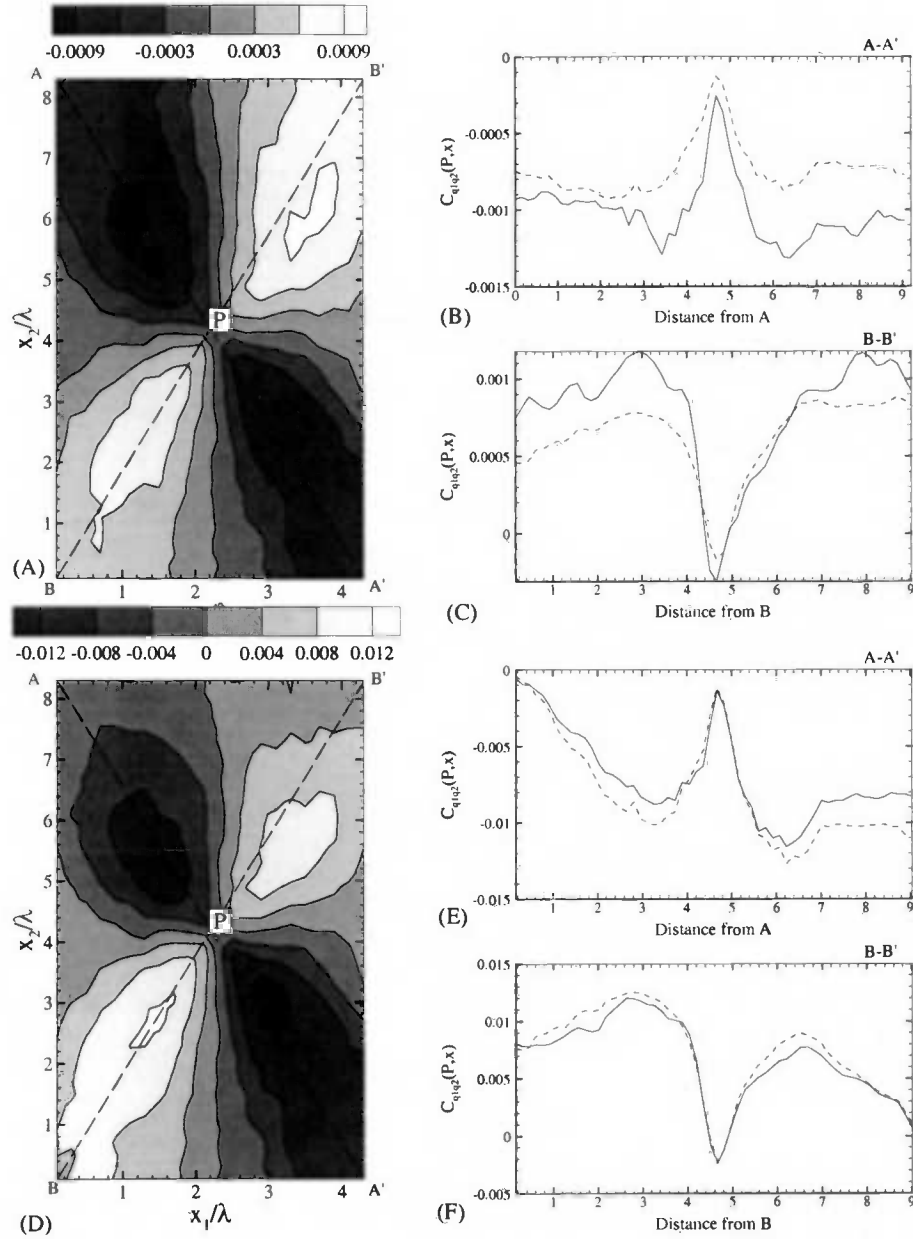 -0.0009 -0.0003 0.0003 0.0009
A B'
8
7
6
5
4
3
2
1
x₂/λ
P
(A)
B 1 2 3 4 A'
A-A'
0
-0.0005
-0.001
-0.0015
C_q1q2(P,x)
0 1 2 3 4 5 6 7 8 9
(B) Distance from A
B-B'
0.001
0.0005
0
C_q1q2(P,x)
0 1 2 3 4 5 6 7 8 9
(C) Distance from B
-0.012 -0.008 -0.004 0 0.004 0.008 0.012
A B'
8
7
6
5
4
3
2
1
x₂/λ
P
B 1 2 3 4 A'
(D) x₁/λ
A-A'
0
-0.005
-0.01
-0.015
C_q1q2(P,x)
0 1 2 3 4 5 6 7 8 9
(E) Distance from A
B-B'
0.015
0.01
0.005
0
-0.005
C_q1q2(P,x)
0 1 2 3 4 5 6 7 8 9
(F) Distance from B